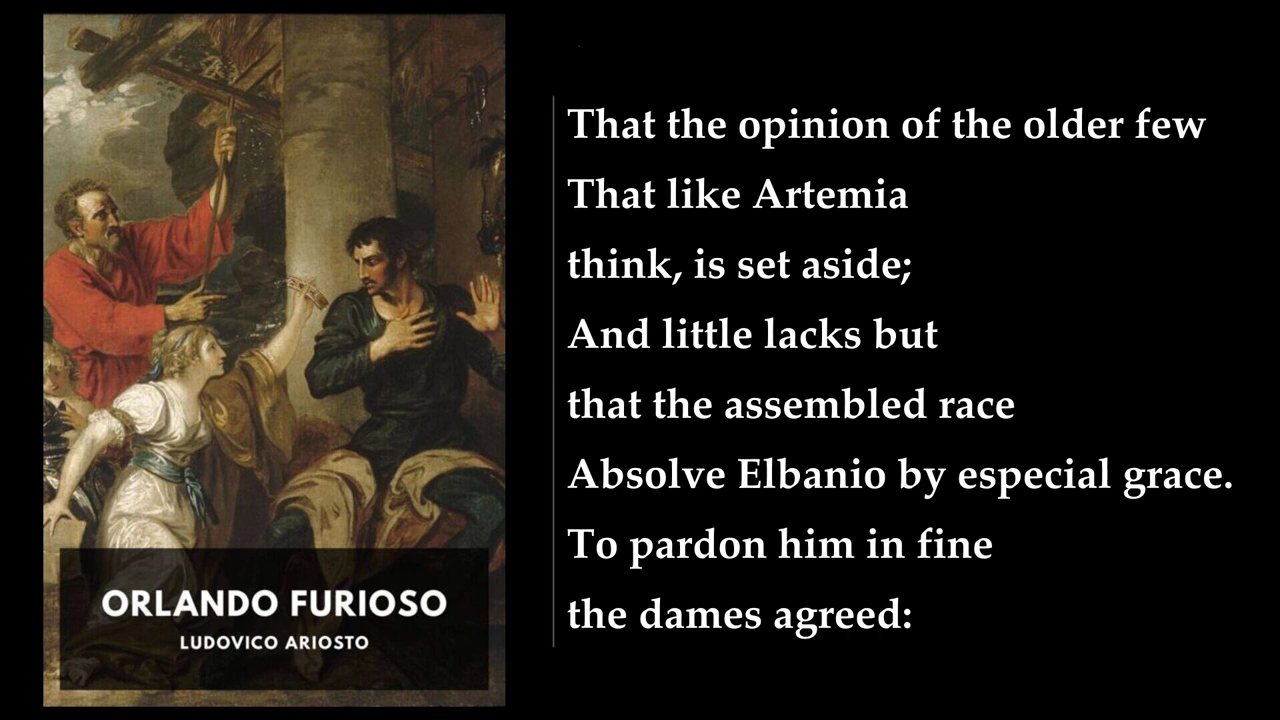 ORLANDO FURIOSO
LUDOVICO ARIOSTO
That the opinion of the older few
That like Artemia
think, is set aside;
And little lacks but
that the assembled race
Absolve Elbanio by especial grace.
To pardon him in fine
the dames agreed: